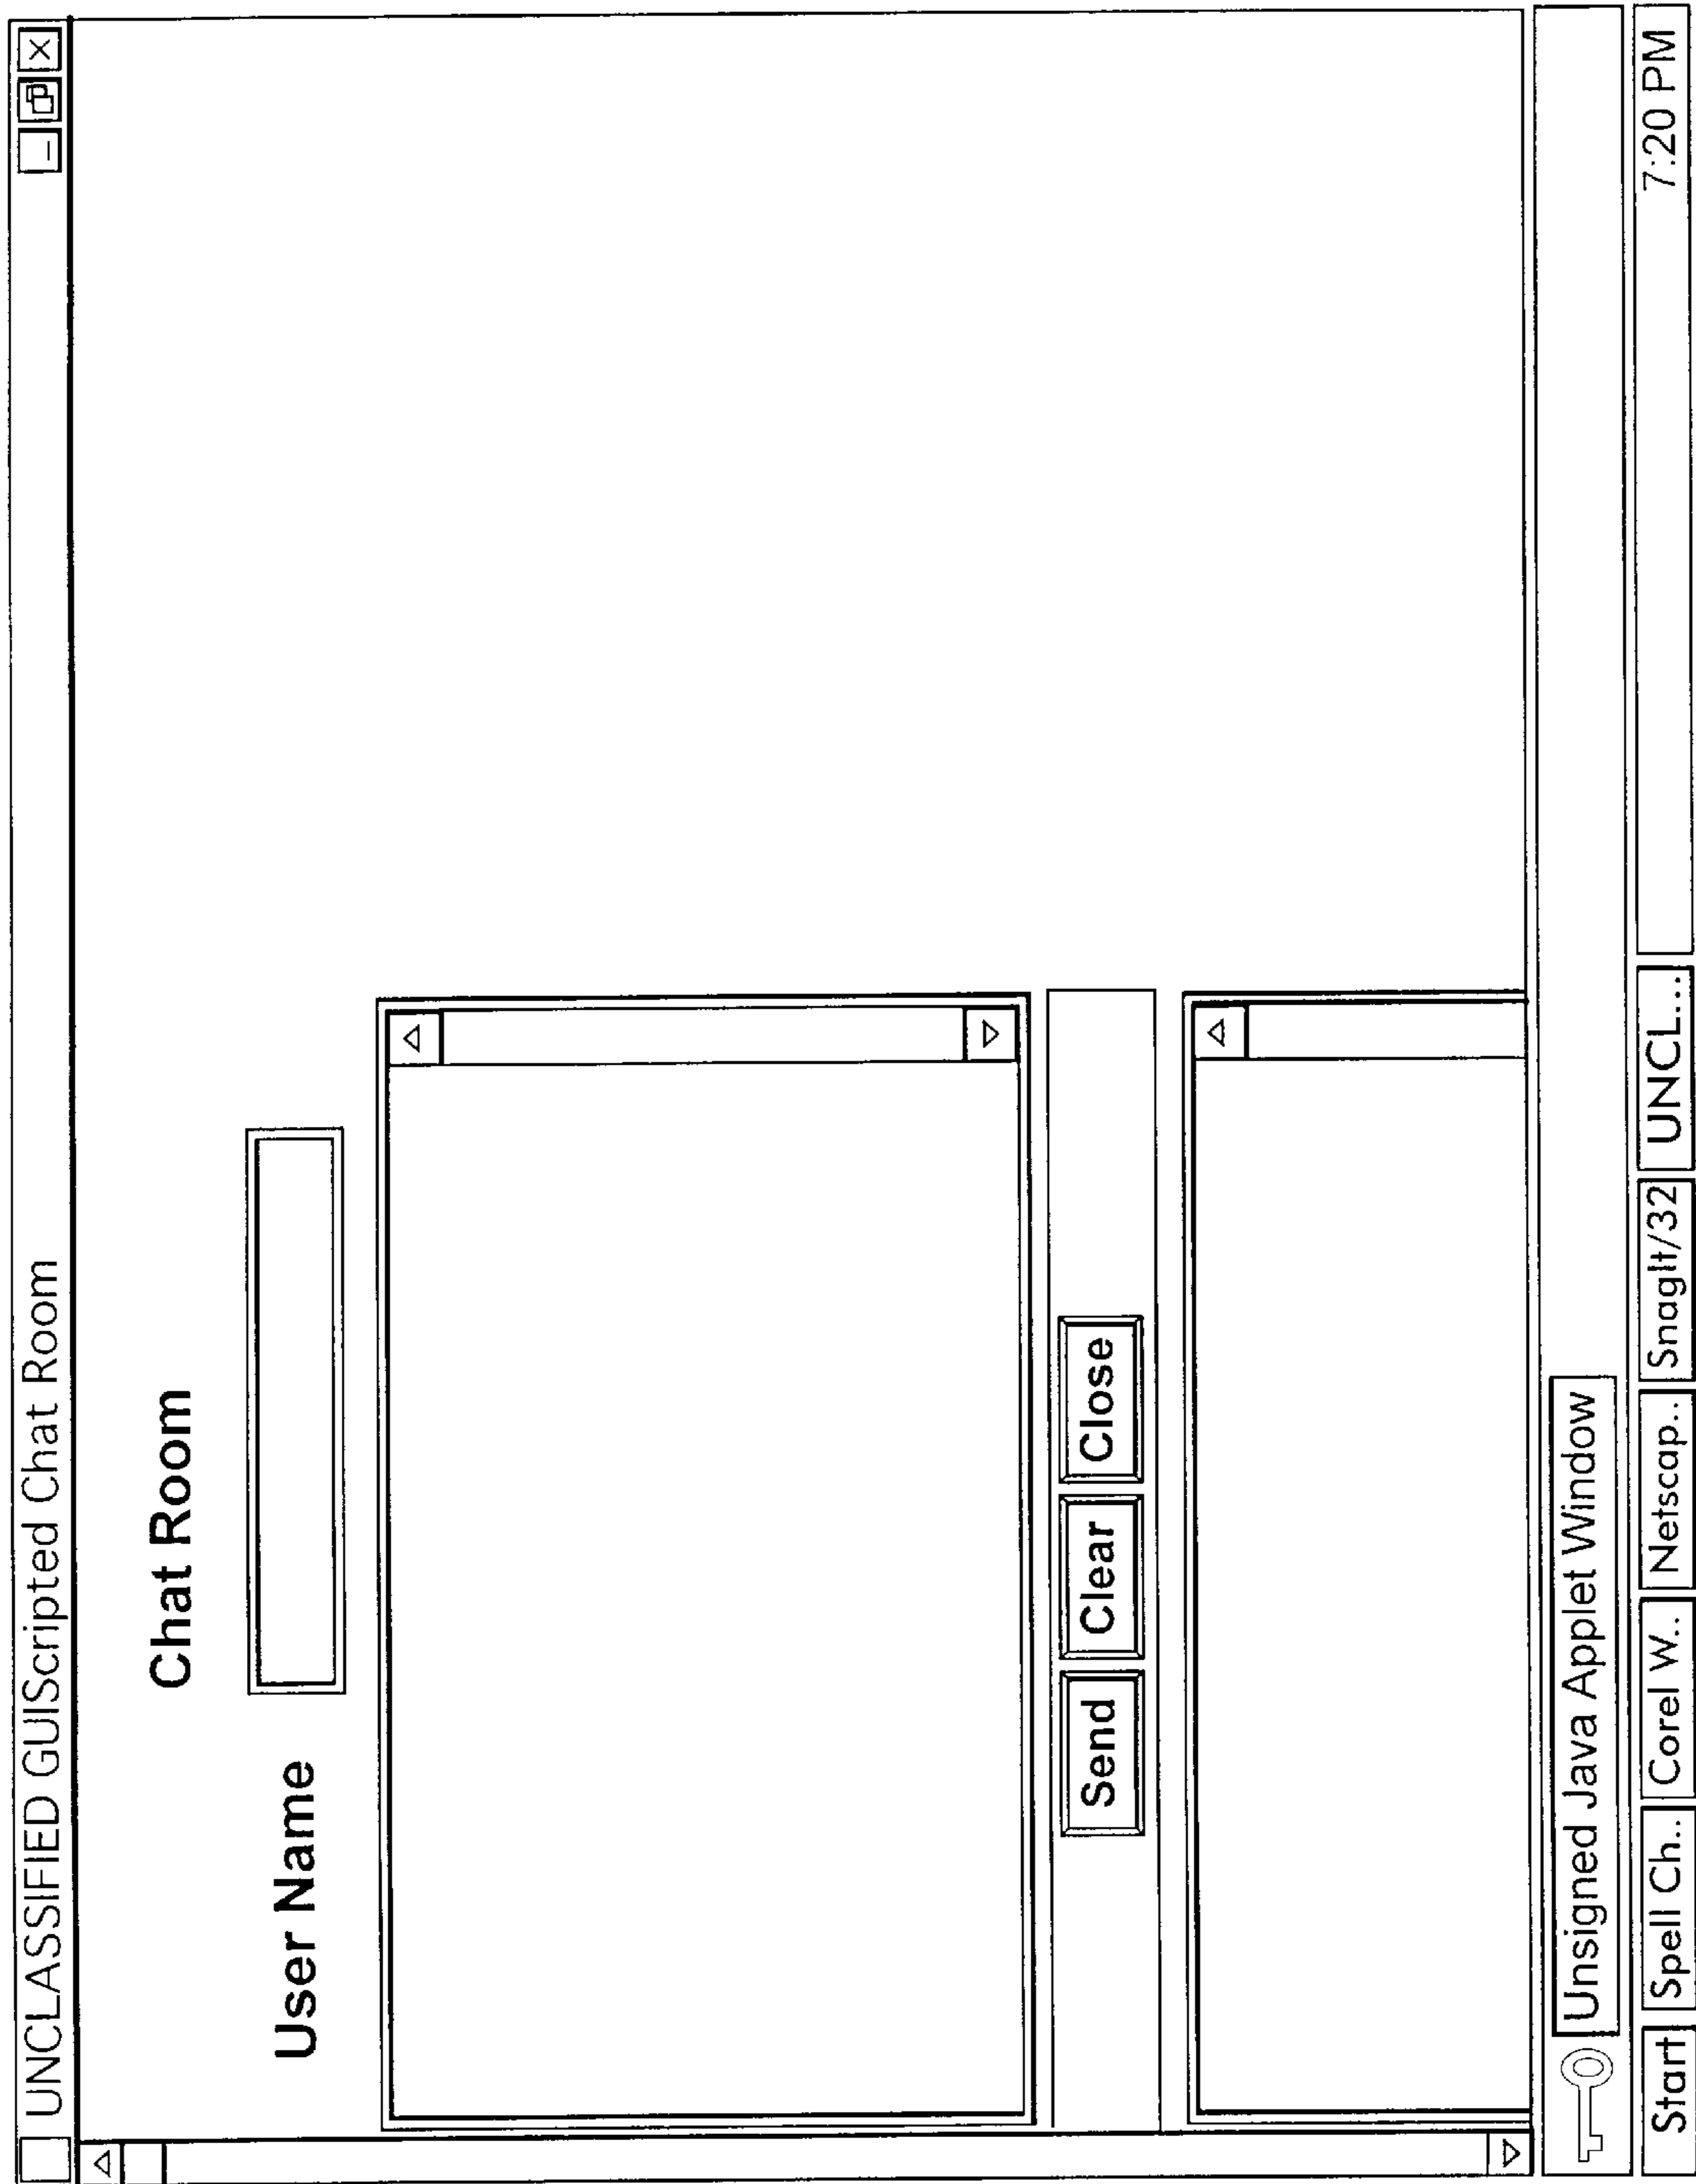 UNCLASSIFIED GUIScripted Chat Room
Chat Room
User Name
Send Clear Close
Unsigned Java Applet Window
Start Spell Ch.. Corel W.. Netscap.. SnagIt/32 UNCL... 7:20 PM